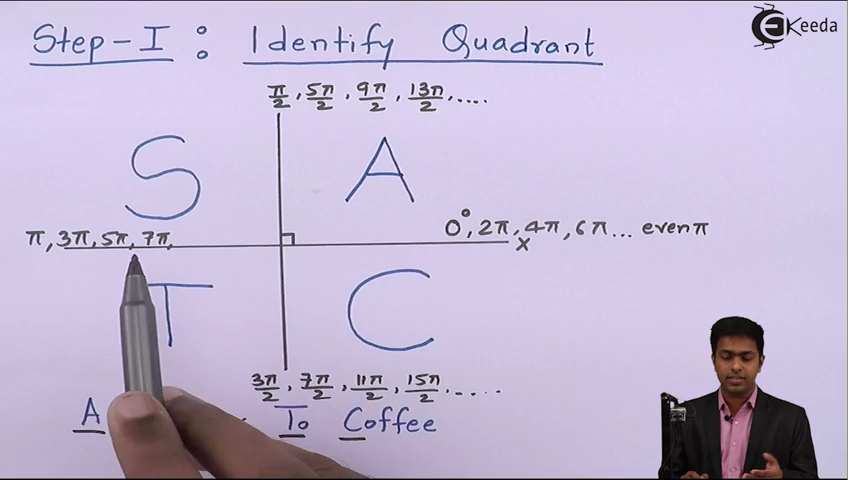 Step-I : Identify Quadrant
EKeeda
π/2, 5π/2, 9π/2, 13π/2, .....
S A
0°, 2π, 4π, 6π... even π
π, 3π, 5π, 7π,
x
T C
3π/2, 7π/2, 11π/2, 15π/2, .....
A To Coffee